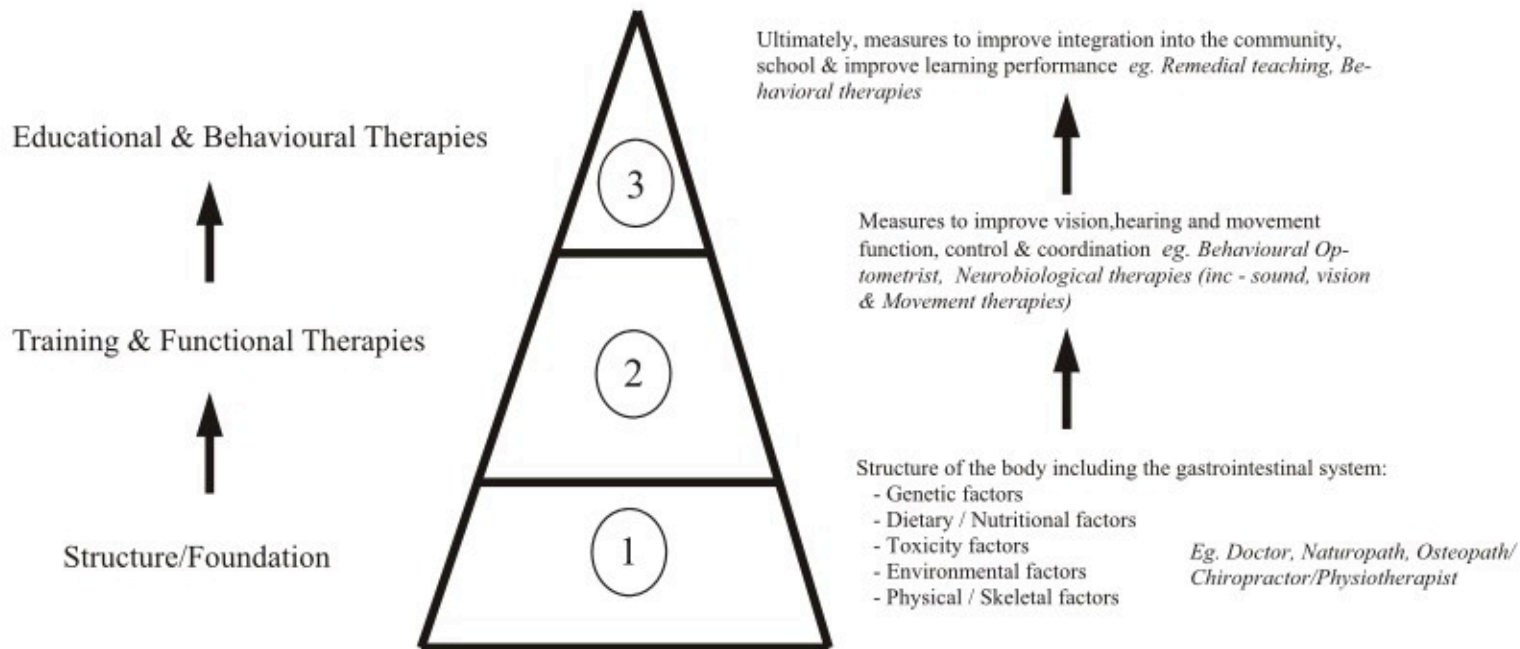 Ultimately, measures to improve integration into the community,
school & improve learning performance eg. Remedial teaching, Be-
havioral therapies
Educational & Behavioural Therapies
3
Measures to improve vision,hearing and movement
function, control & coordination eg. Behavioural Op-
tometrist, Neurobiological therapies (inc - sound, vision
& Movement therapies)
Training & Functional Therapies
2
Structure of the body including the gastrointestinal system:
- Genetic factors
- Dietary / Nutritional factors
- Toxicity factors
- Environmental factors
- Physical / Skeletal factors
Eg. Doctor, Naturopath, Osteopath/
Chiropractor/Physiotherapist
Structure/Foundation
1